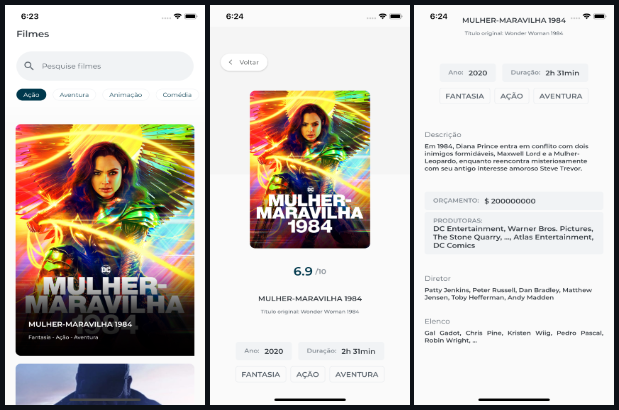 6:23
Filmes
Pesquise filmes
Ação
Aventura
Animação
Comédia
DC
MULHER-
MARAVILHA
1984
MULHER-MARAVILHA 1984
Fantasia - Ação - Aventura
6:24
Voltar
DC
MULHER-
MARAVILHA
1984
6.9 /10
MULHER-MARAVILHA 1984
Título original: Wonder Woman 1984
Ano: 2020
Duração: 2h 31min
FANTASIA
AÇÃO
AVENTURA
6:24
MULHER-MARAVILHA 1984
Título original: Wonder Woman 1984
Ano: 2020
Duração: 2h 31min
FANTASIA
AÇÃO
AVENTURA
Descrição
Em 1984, Diana Prince entra em conflito com dois
inimigos formidáveis, Maxwell Lord e a Mulher-
Leopardo, enquanto reencontra misteriosamente
com seu antigo interesse amoroso Steve Trevor.
ORÇAMENTO: $ 200000000
PRODUTORAS:
DC Entertainment, Warner Bros. Pictures,
The Stone Quarry, ..., Atlas Entertainment,
DC Comics
Diretor
Patty Jenkins, Peter Russell, Dan Bradley, Matthew
Jensen, Toby Hefferman, Andy Madden
Elenco
Gal Gadot, Chris Pine, Kristen Wiig, Pedro Pascal,
Robin Wright, ...